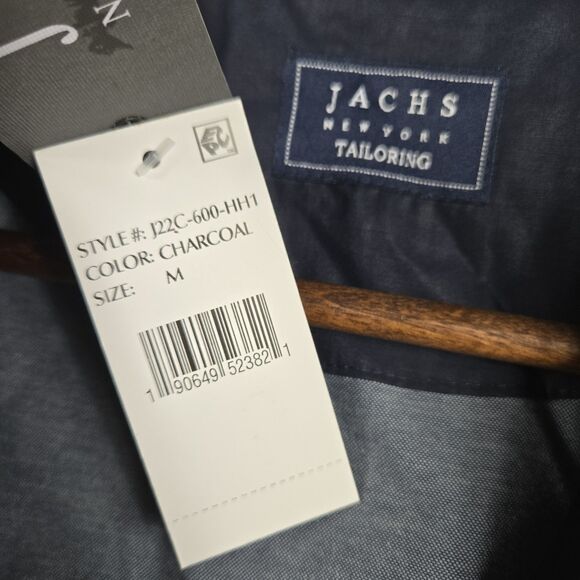 N
J
JACHS
NEW YORK
TAILORING
STYLE #: J22C-600-HH1
COLOR: CHARCOAL
SIZE: M
1 90649 52382 1